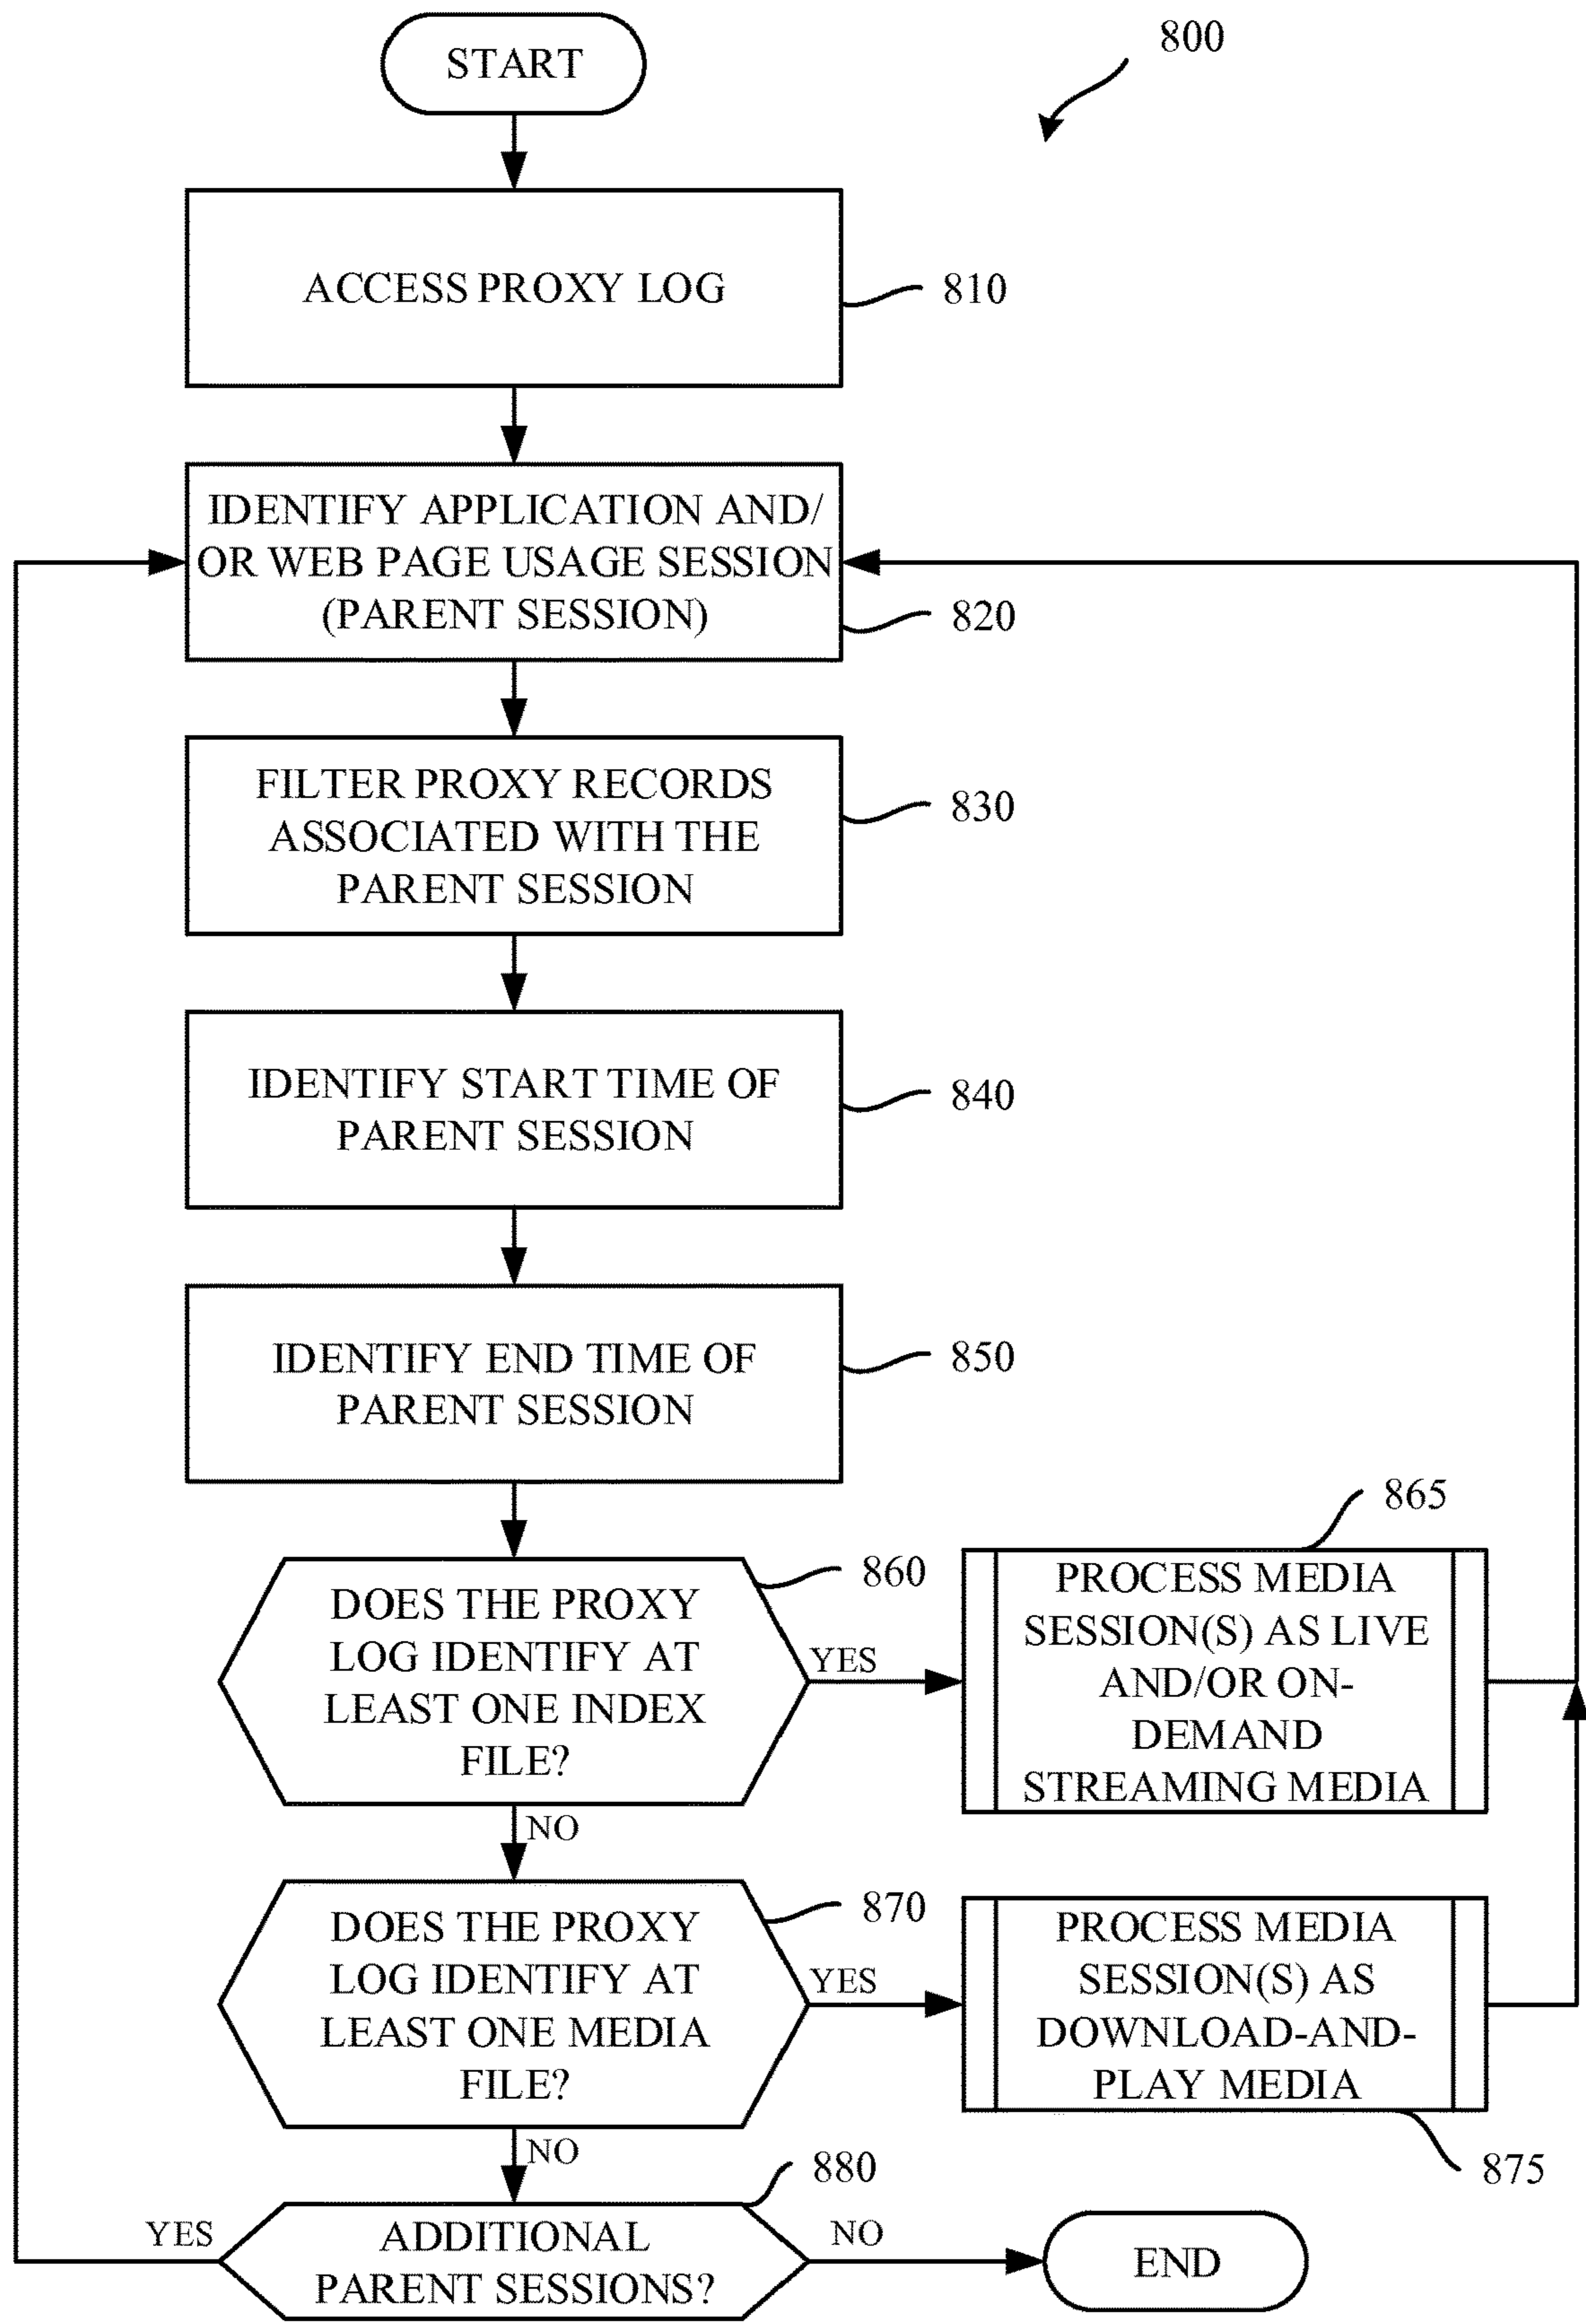 START
800
ACCESS PROXY LOG
810
IDENTIFY APPLICATION AND/
OR WEB PAGE USAGE SESSION
(PARENT SESSION)
820
FILTER PROXY RECORDS
ASSOCIATED WITH THE
PARENT SESSION
830
IDENTIFY START TIME OF
PARENT SESSION
840
IDENTIFY END TIME OF
PARENT SESSION
850
DOES THE PROXY
LOG IDENTIFY AT
LEAST ONE INDEX
FILE?
860
YES
NO
PROCESS MEDIA
SESSION(S) AS LIVE
AND/OR ON-
DEMAND
STREAMING MEDIA
865
DOES THE PROXY
LOG IDENTIFY AT
LEAST ONE MEDIA
FILE?
870
YES
NO
PROCESS MEDIA
SESSION(S) AS
DOWNLOAD-AND-
PLAY MEDIA
875
ADDITIONAL
PARENT SESSIONS?
880
YES
NO
END